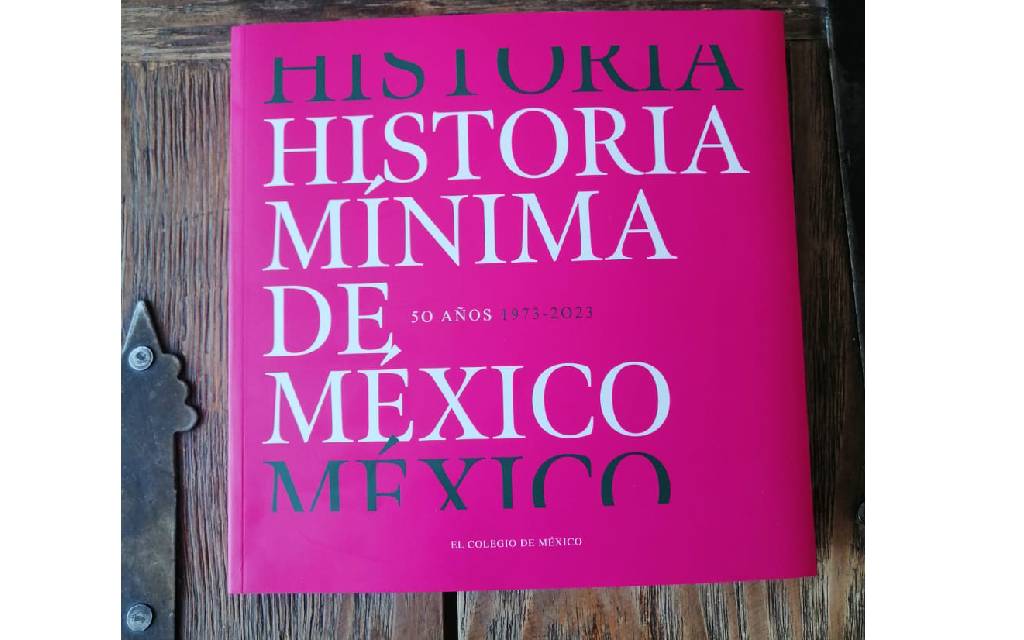 HISTORIA
HISTORIA
MÍNIMA
DE
50 AÑOS 1973-2023
MÉXICO
MÉXICO
EL COLEGIO DE MÉXICO